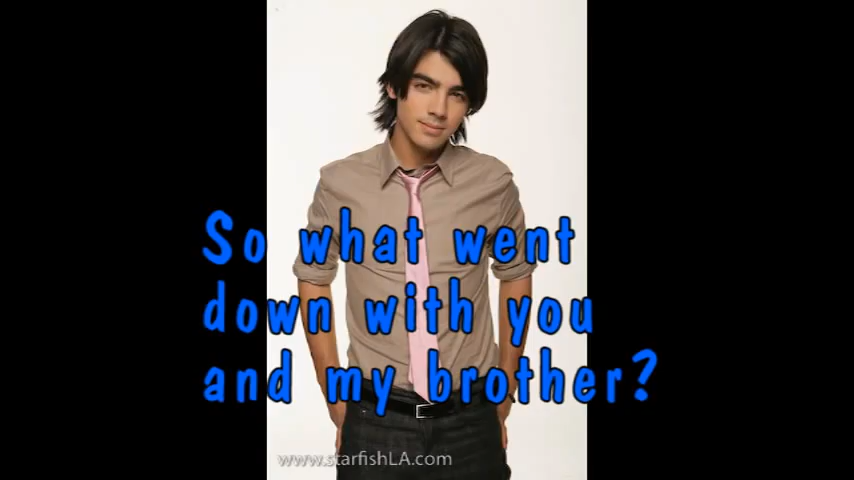 So what went
down with you
and my brother?
www.starfishLA.com